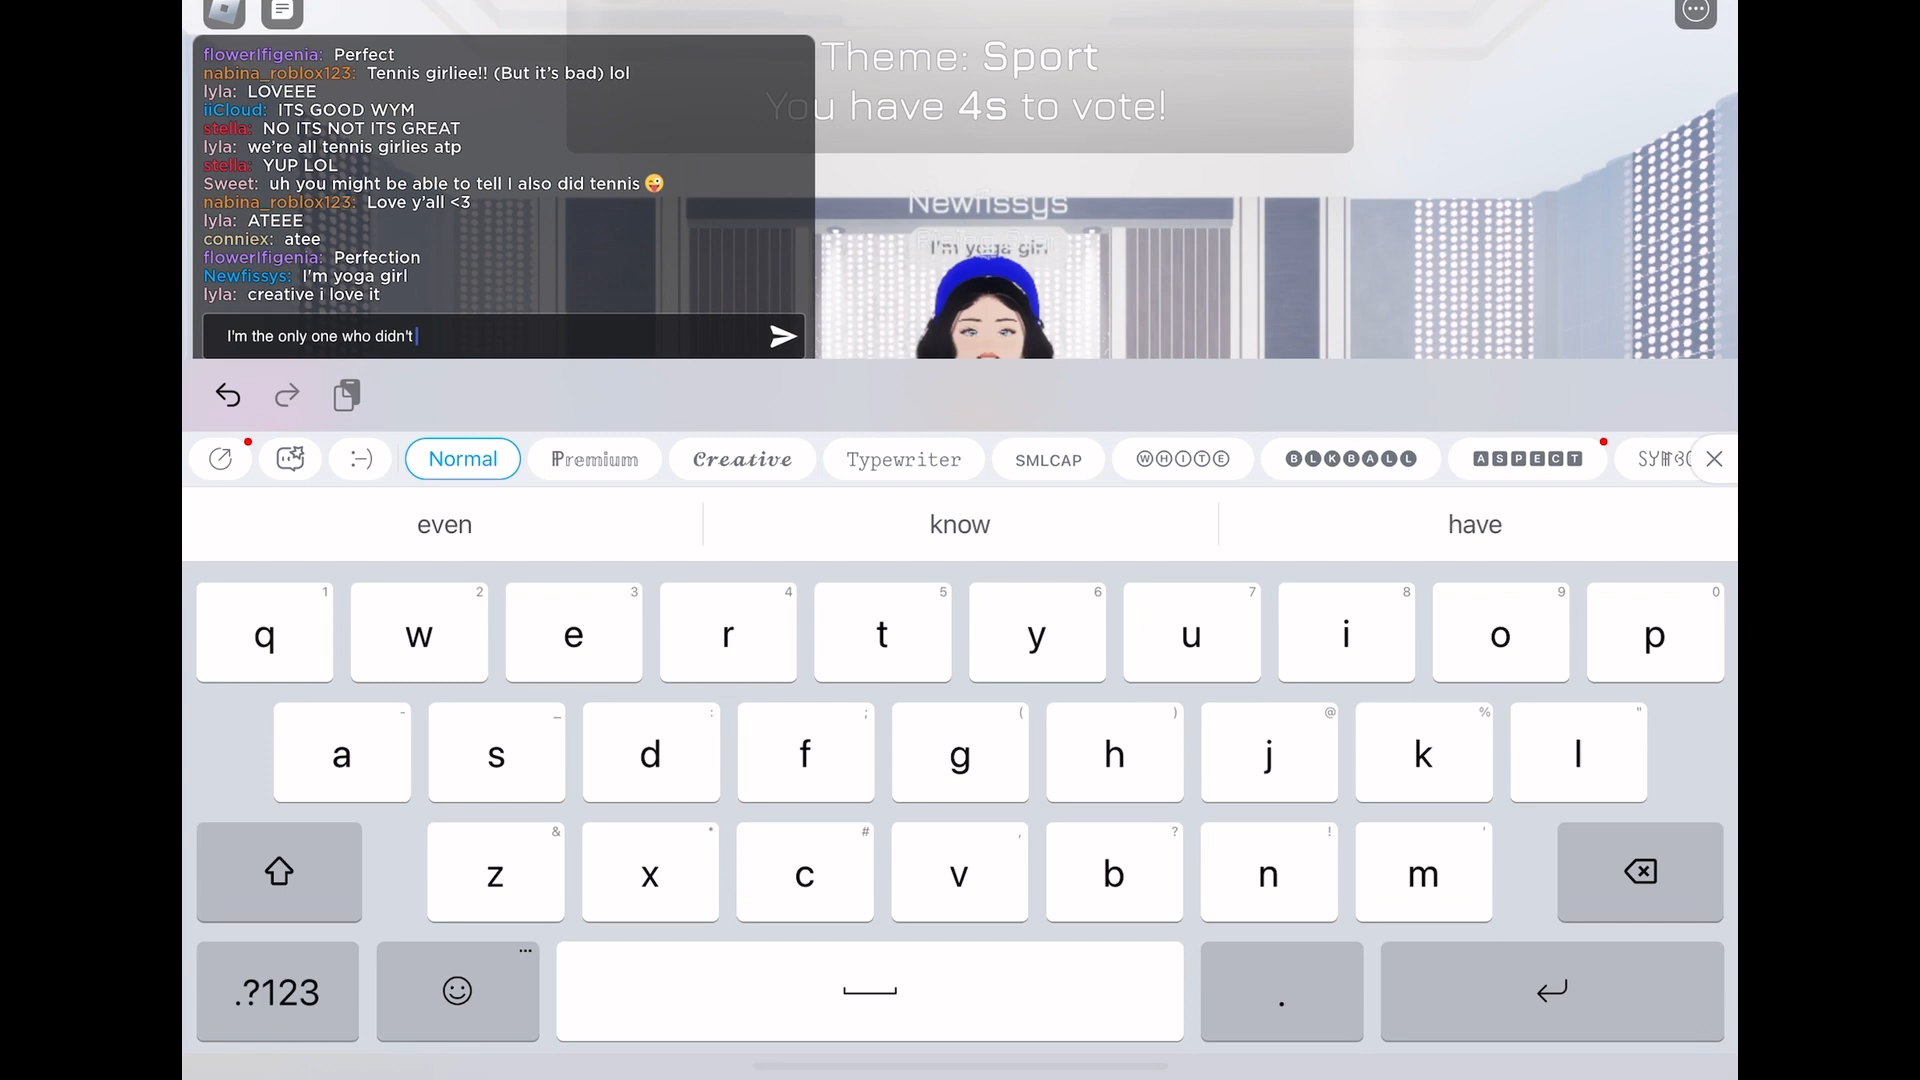 flowerIfigenia: Perfect
nabina_roblox123: Tennis girliee!! (But it's bad) lol
lyla: LOVEEE
iiCloud: ITS GOOD WYM
stella: NO ITS NOT ITS GREAT
lyla: we're all tennis girlies atp
stella: YUP LOL
Sweet: uh you might be able to tell I also did tennis 😜
nabina_roblox123: Love y'all <3
lyla: ATEEE
conniex: atee
flowerIfigenia: Perfection
Newfissys: I'm yoga girl
lyla: creative i love it
I'm the only one who didn't
Theme: Sport
You have 4s to vote!
Newfissys
I'm yoga girl
:-)
Normal
Premium
Creative
Typewriter
SMLCAP
ⓌⒽⒾⓉⒺ
🅑🅛🅚🅑🅐🅛🅛
🅰🆂🅿🅴🅲🆃
even know have
1 2 3 4 5 6 7 8 9 0
q w e r t y u i o p
- _ : ; ( ) @ % "
a s d f g h j k l
& * # , ? ! '
z x c v b n m
.?123 .